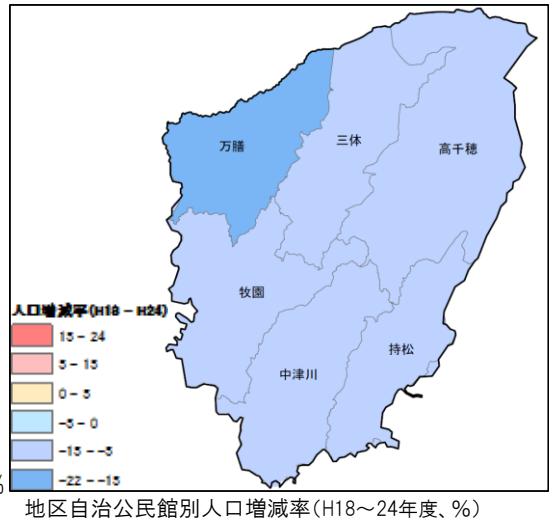 万膳
三体
高千穂
牧園
人口増減率(H18 – H24)
15 – 24
5 – 15
0 – 5
-5 – 0
持松
中津川
-15 – -5
-22 – -15
%
地区自治公民館別人口増減率(H18～24年度、%)